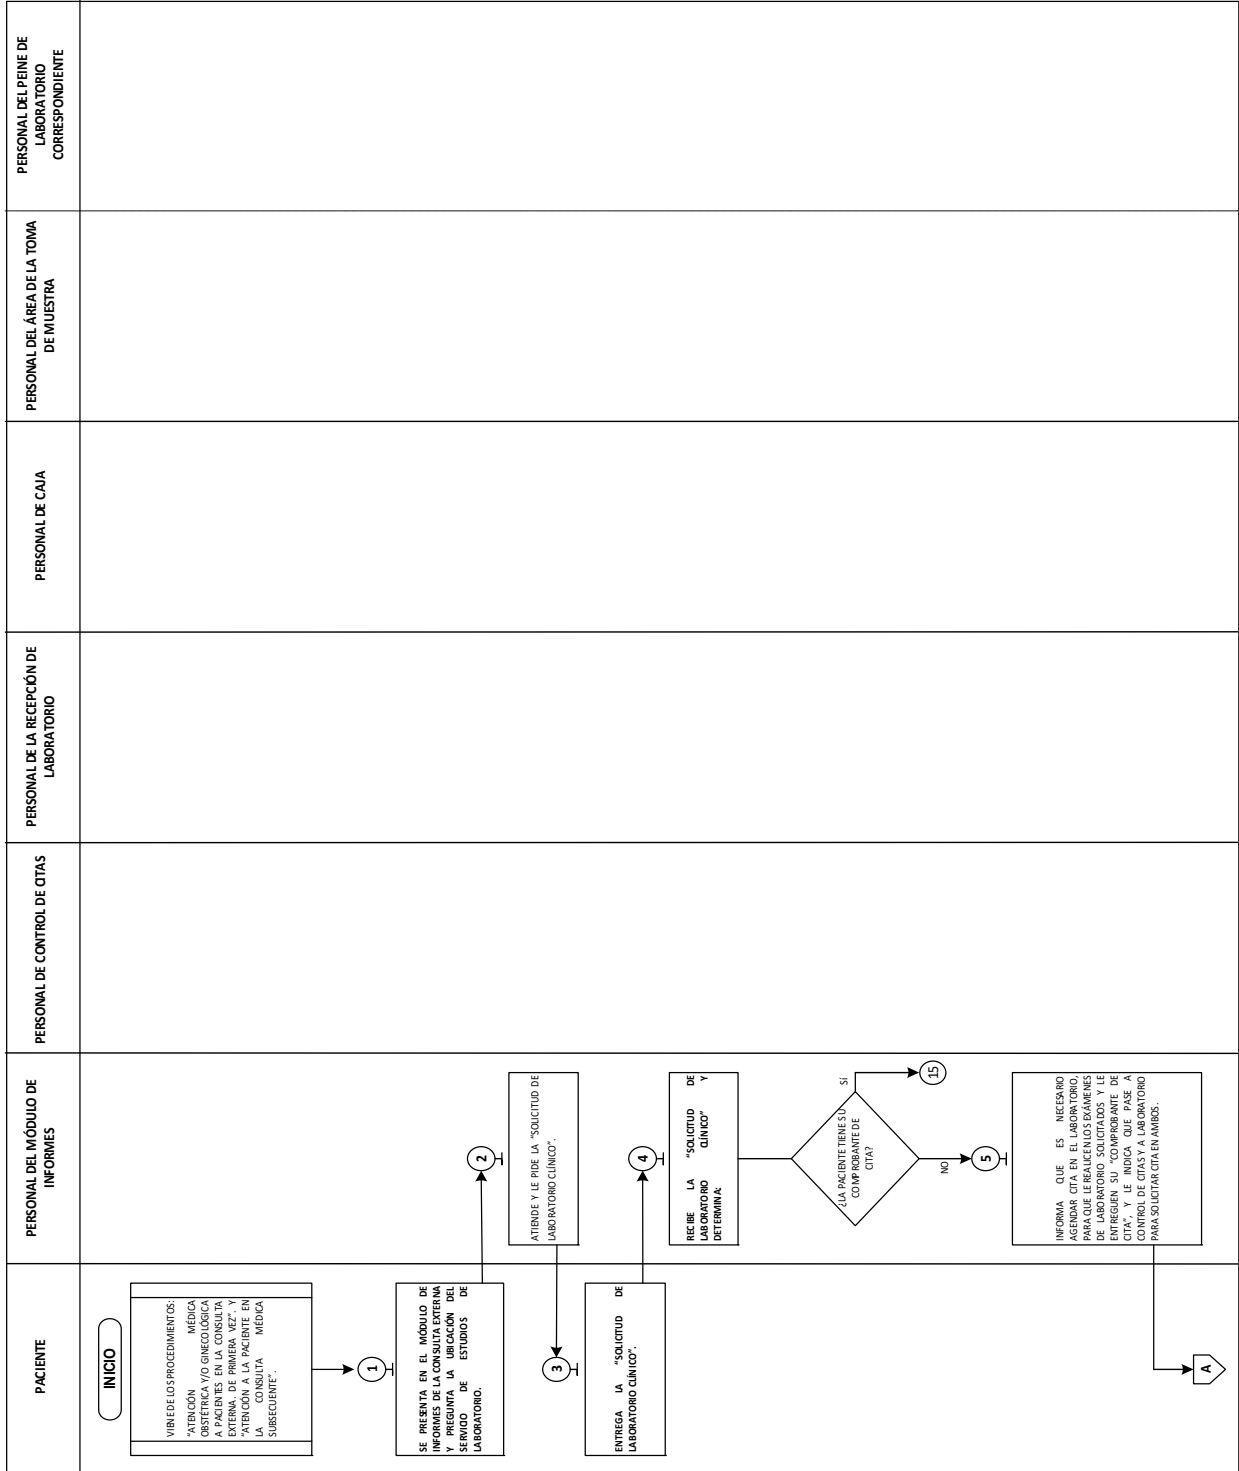 PACIENTE
PERSONAL DEL MÓDULO DE
INFORMES
PERSONAL DE CONTROL DE CITAS
PERSONAL DE LA RECEPCIÓN DE
LABORATORIO
PERSONAL DE CAJA
PERSONAL DEL ÁREA DE LA TOMA
DE MUESTRA
PERSONAL DEL PEINE DE
LABORATORIO
CORRESPONDIENTE
INICIO
VIENE DE LOS PROCEDIMIENTOS:
"ATENCIÓN MÉDICA
OBSTÉTRICA Y/O GINECOLÓGICA
A PACIENTES EN LA CONSULTA
EXTERNA. DE PRIMERA VEZ". Y
"ATENCIÓN A LA PACIENTE EN
LA CONSULTA MÉDICA
SUBSECUENTE".
1
SE PRESENTA EN EL MÓDULO DE
INFORMES DE LA CONSULTA EXTERNA
Y PREGUNTA LA UBICACIÓN DEL
SERVICIO DE ESTUDIOS DE
LABORATORIO.
2
ATIENDE Y LE PIDE LA "SOLICITUD DE
LABORATORIO CLÍNICO".
3
ENTREGA LA "SOLICITUD DE
LABORATORIO CLÍNICO".
4
RECIBE LA "SOLICITUD DE
LABORATORIO CLÍNICO" Y
DETERMINA:
¿LA PACIENTE TIENE SU
COMPROBANTE DE
CITA?
SÍ
15
NO
5
INFORMA QUE ES NECESARIO
AGENDAR CITA EN EL LABORATORIO,
PARA QUE LE REALICEN LOS EXÁMENES
DE LABORATORIO SOLICITADOS Y LE
ENTREGUEN SU "COMPROBANTE DE
CITA", Y LE INDICA QUE PASE A
CONTROL DE CITAS Y A LABORATORIO
PARA SOLICITAR CITA EN AMBOS.
A